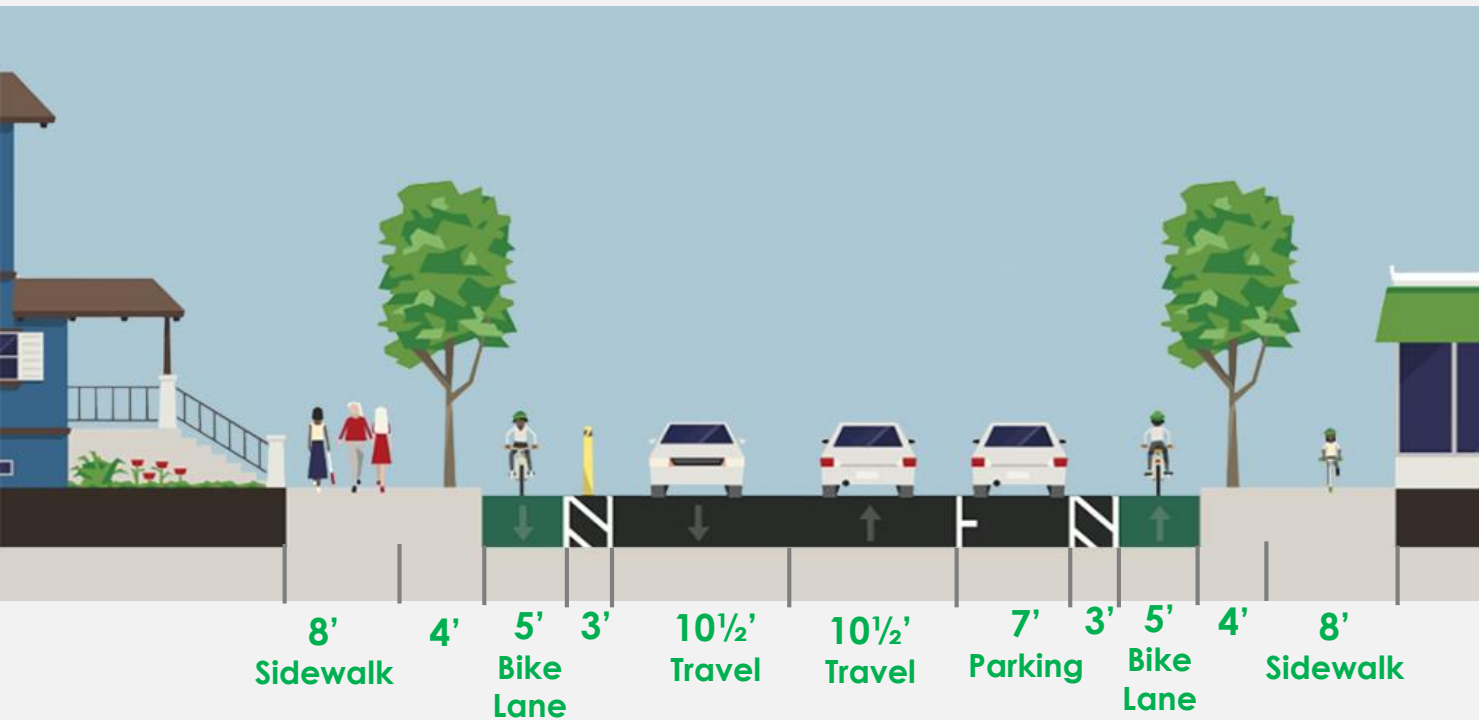 8’
Sidewalk
4’
5’
Bike
Lane
3’
10½’
Travel
10½’
Travel
7’
Parking
3’
5’
Bike
Lane
4’
8’
Sidewalk